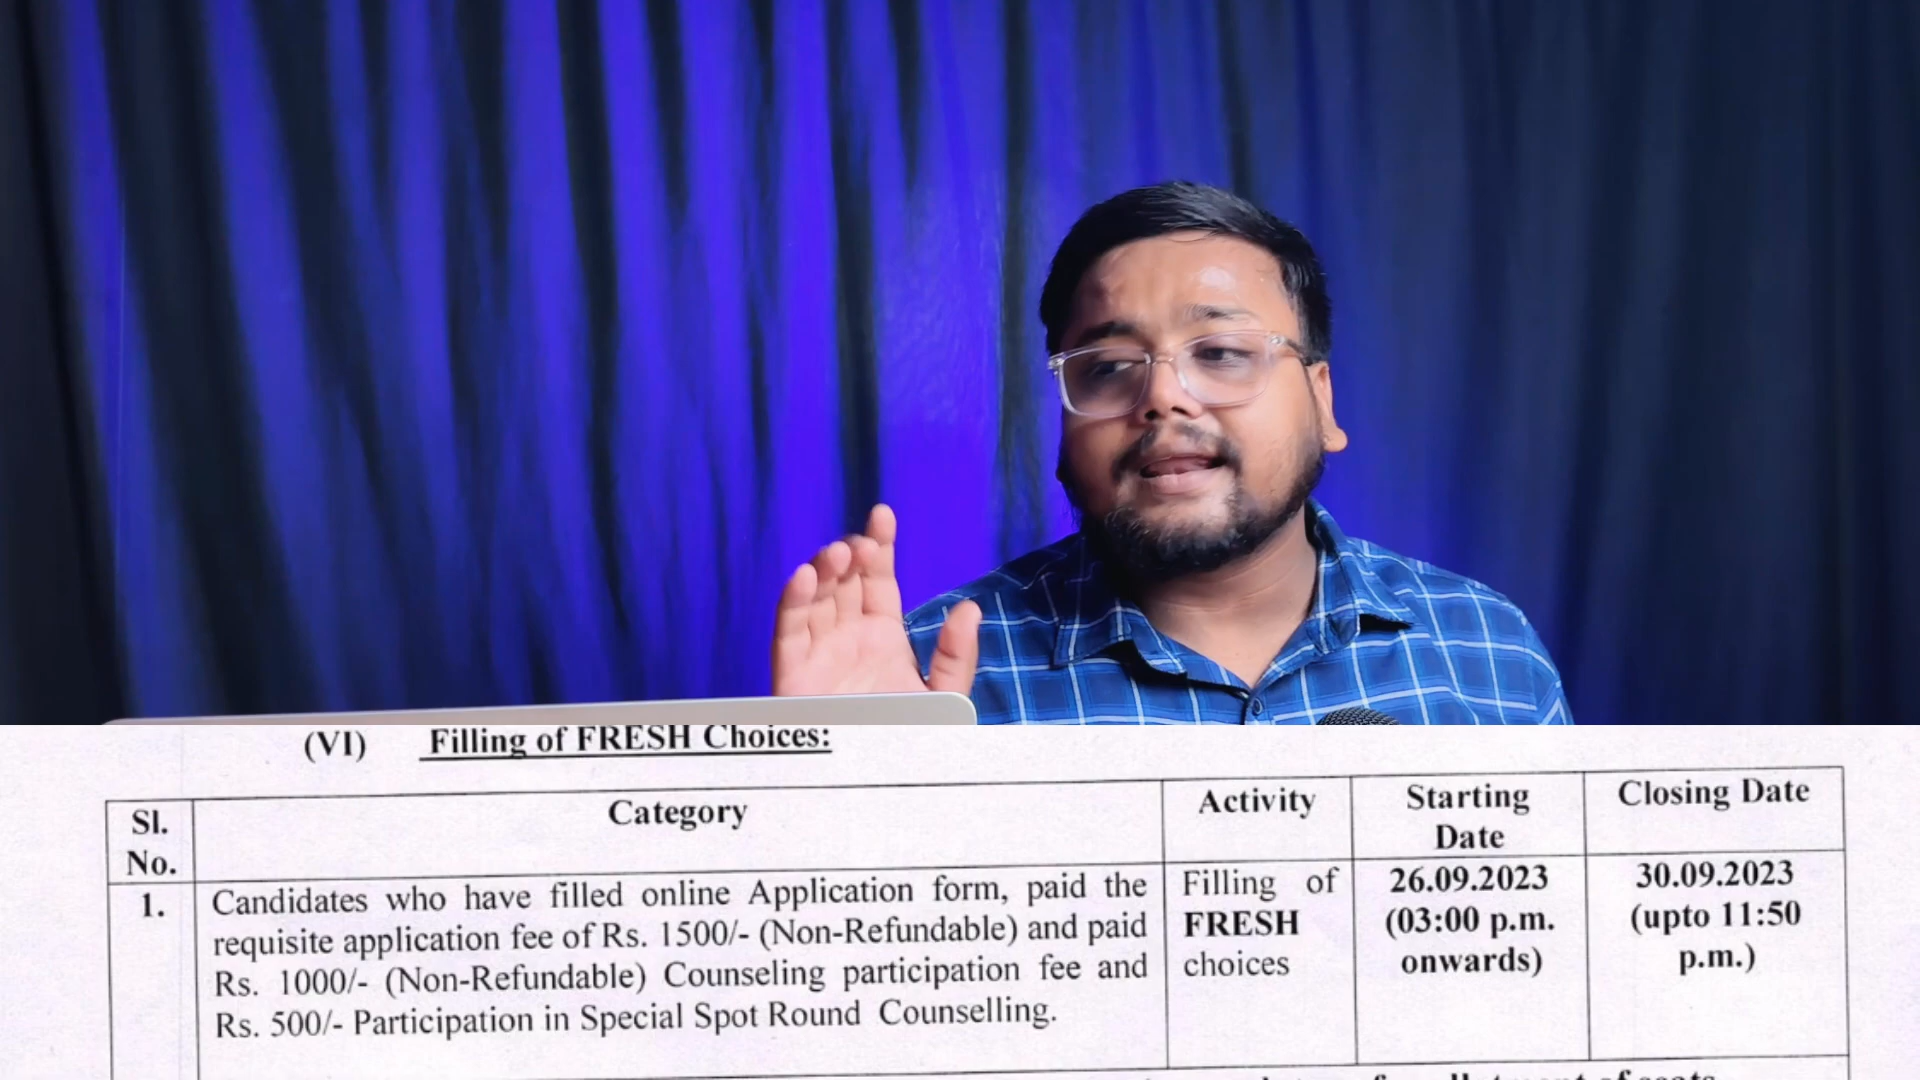 (VI) Filling of FRESH Choices:
Sl. No.
Category
Activity
Starting Date
Closing Date
1.
Candidates who have filled online Application form, paid the
requisite application fee of Rs. 1500/- (Non-Refundable) and paid
Rs. 1000/- (Non-Refundable) Counseling participation fee and
Rs. 500/- Participation in Special Spot Round Counselling.
Filling of
FRESH
choices
26.09.2023
(03:00 p.m.
onwards)
30.09.2023
(upto 11:50
p.m.)